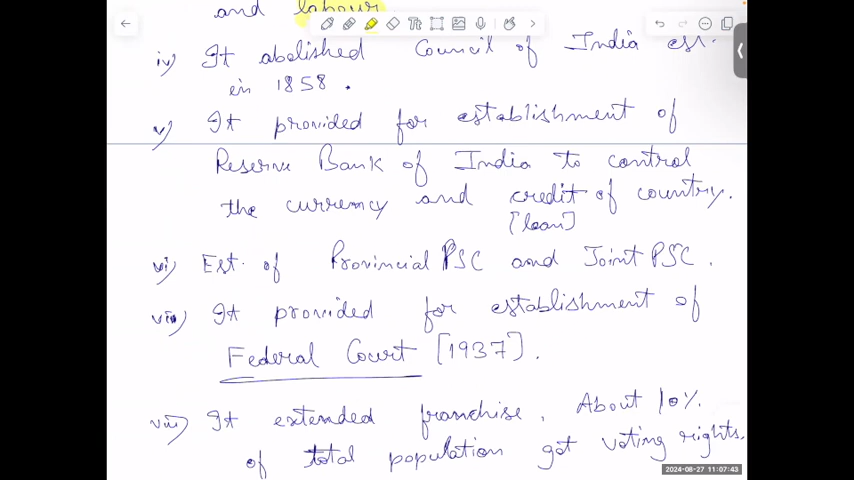 and labour.
iv) It abolished Council of India est.
in 1858.
v) It provided for establishment of
Reserve Bank of India to control
the currency and credit of country.
[loan]
vi) Est. of Provincial PSC and Joint PSC.
vii) It provided for establishment of
Federal Court [1937].
viii) It extended franchise. About 10%
of total population got voting rights.
2024-08-27 11:07:43